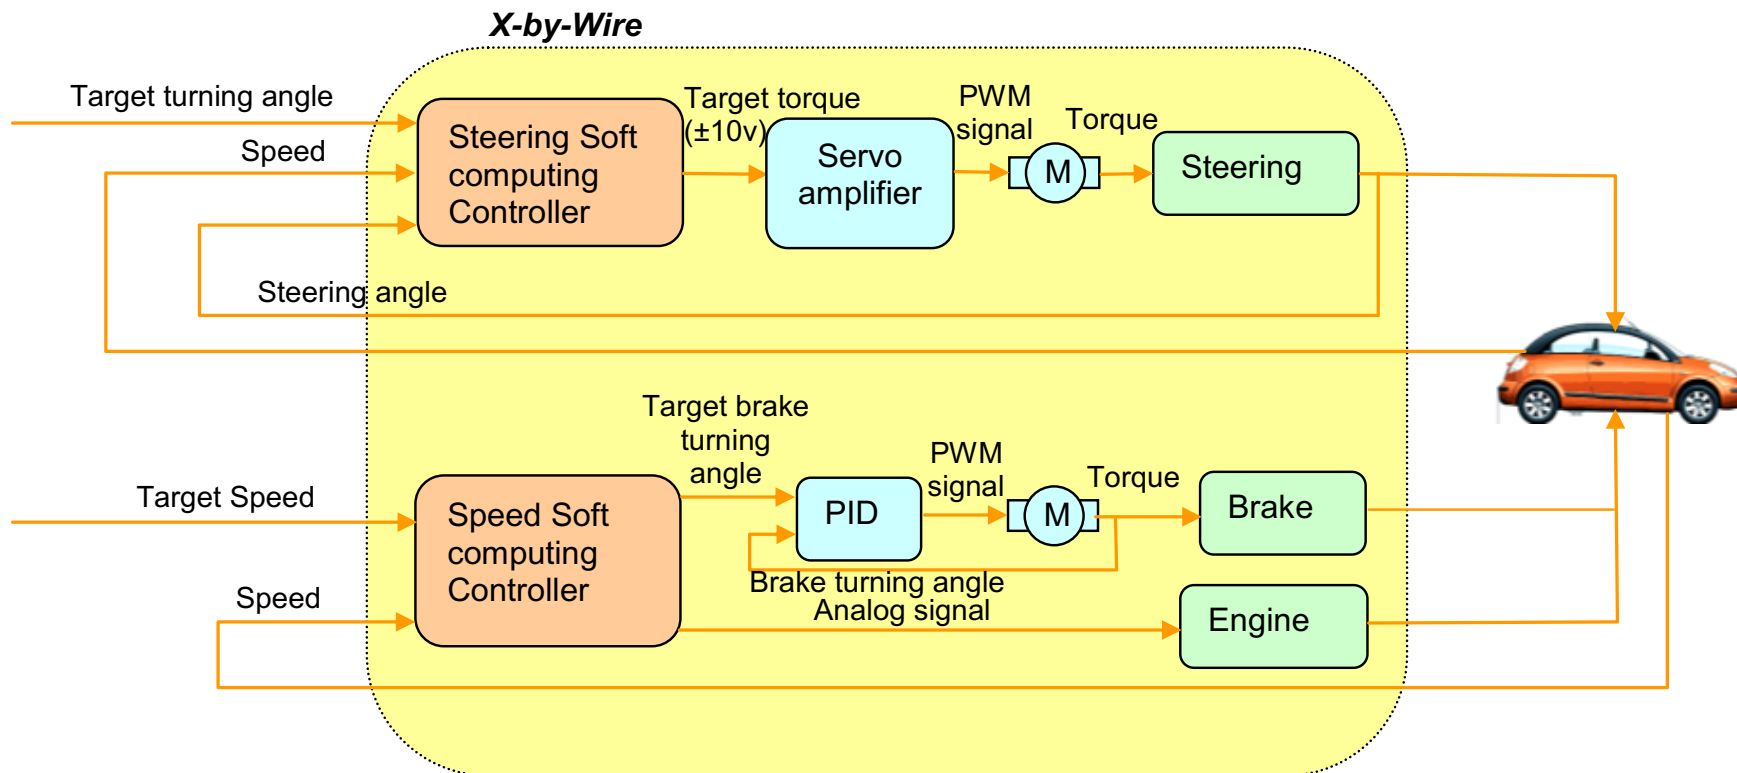 X-by-Wire
Target turning angle
Speed
Steering Soft
computing
Controller
Target torque
(±10v)
Servo
amplifier
PWM
signal
M
Torque
Steering
Steering angle
Target brake
turning
angle
Target Speed
Speed
Speed Soft
computing
Controller
PID
PWM
signal
M
Torque
Brake
Brake turning angle
Analog signal
Engine